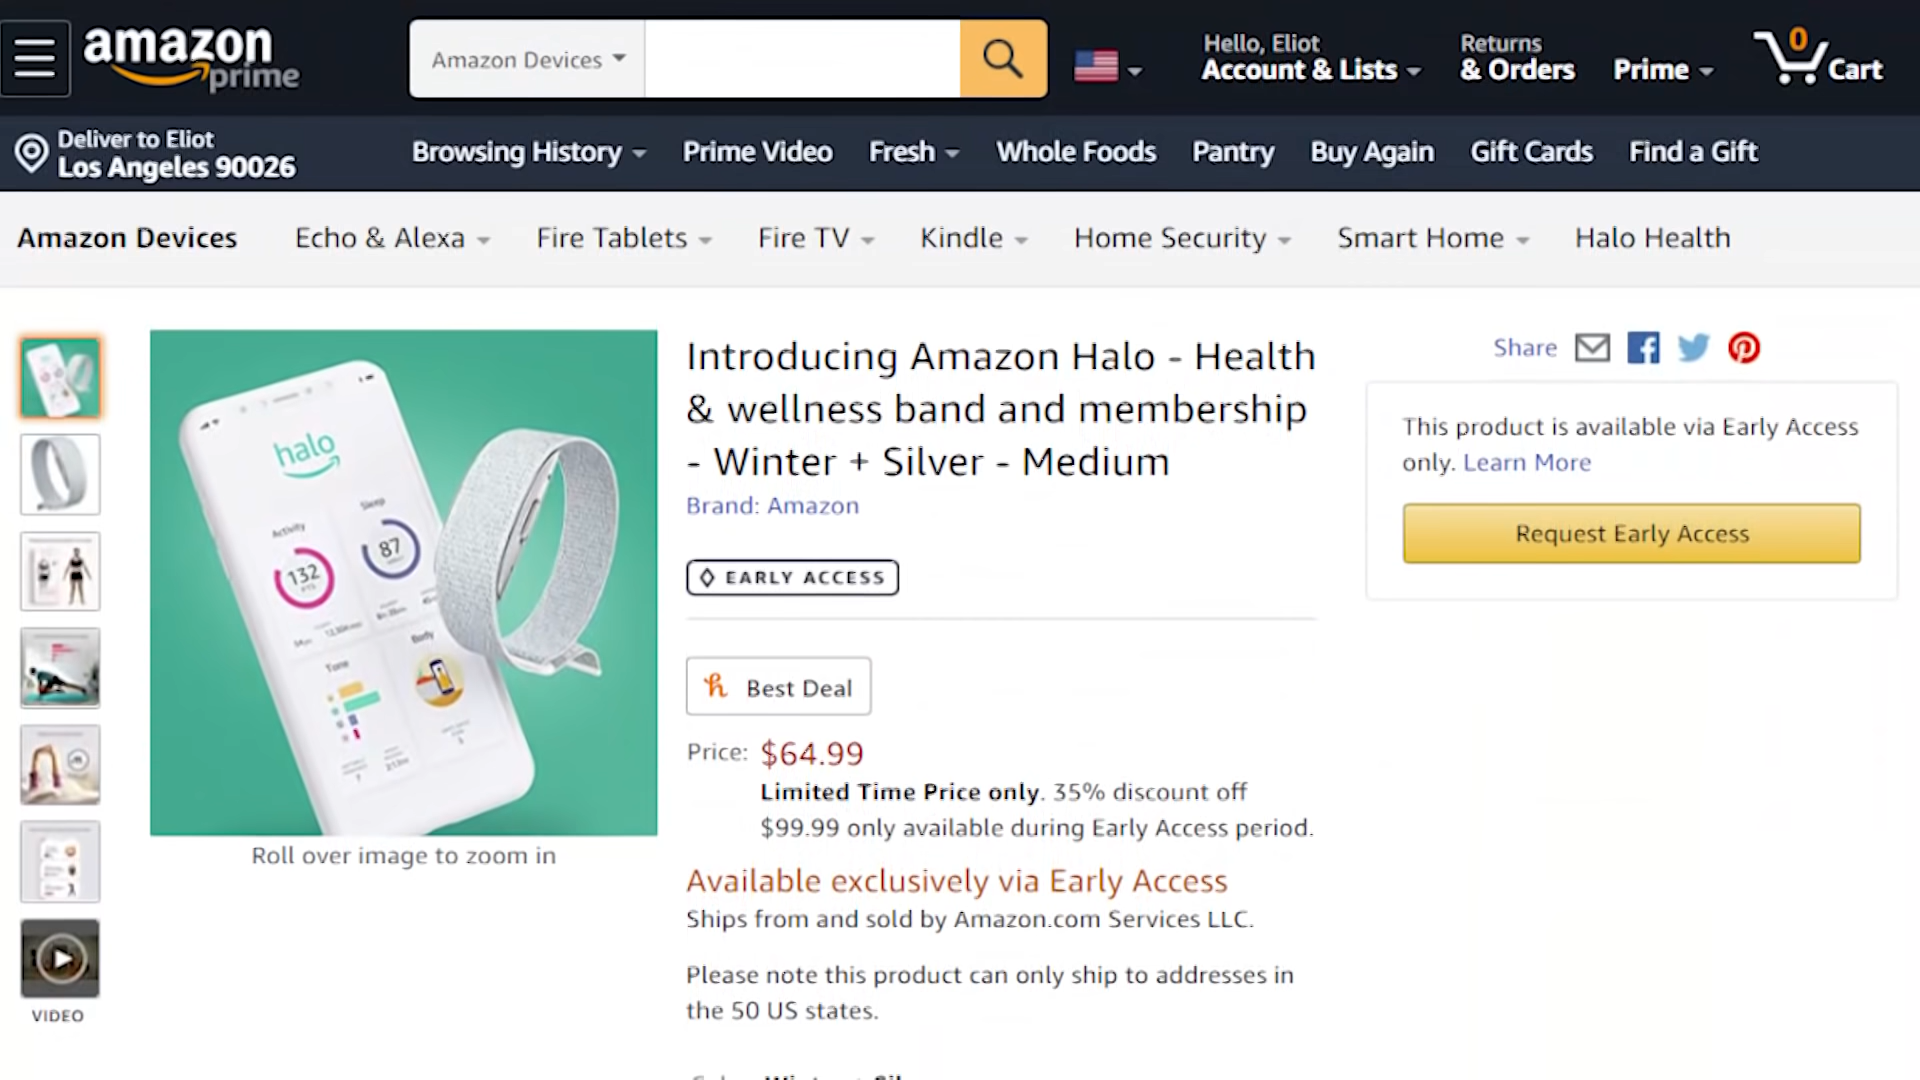 amazon prime
Amazon Devices
Hello, Eliot
Account & Lists
Returns
& Orders
Prime
0
Cart
Deliver to Eliot
Los Angeles 90026
Browsing History
Prime Video
Fresh
Whole Foods
Pantry
Buy Again
Gift Cards
Find a Gift
Amazon Devices
Echo & Alexa
Fire Tablets
Fire TV
Kindle
Home Security
Smart Home
Halo Health
halo
Activity
Sleep
132
PTS
87
Tone
Body
Roll over image to zoom in
VIDEO
Introducing Amazon Halo - Health
& wellness band and membership
- Winter + Silver - Medium
Brand: Amazon
EARLY ACCESS
Best Deal
Price: $64.99
Limited Time Price only. 35% discount off
$99.99 only available during Early Access period.
Available exclusively via Early Access
Ships from and sold by Amazon.com Services LLC.
Please note this product can only ship to addresses in
the 50 US states.
Share
This product is available via Early Access
only. Learn More
Request Early Access